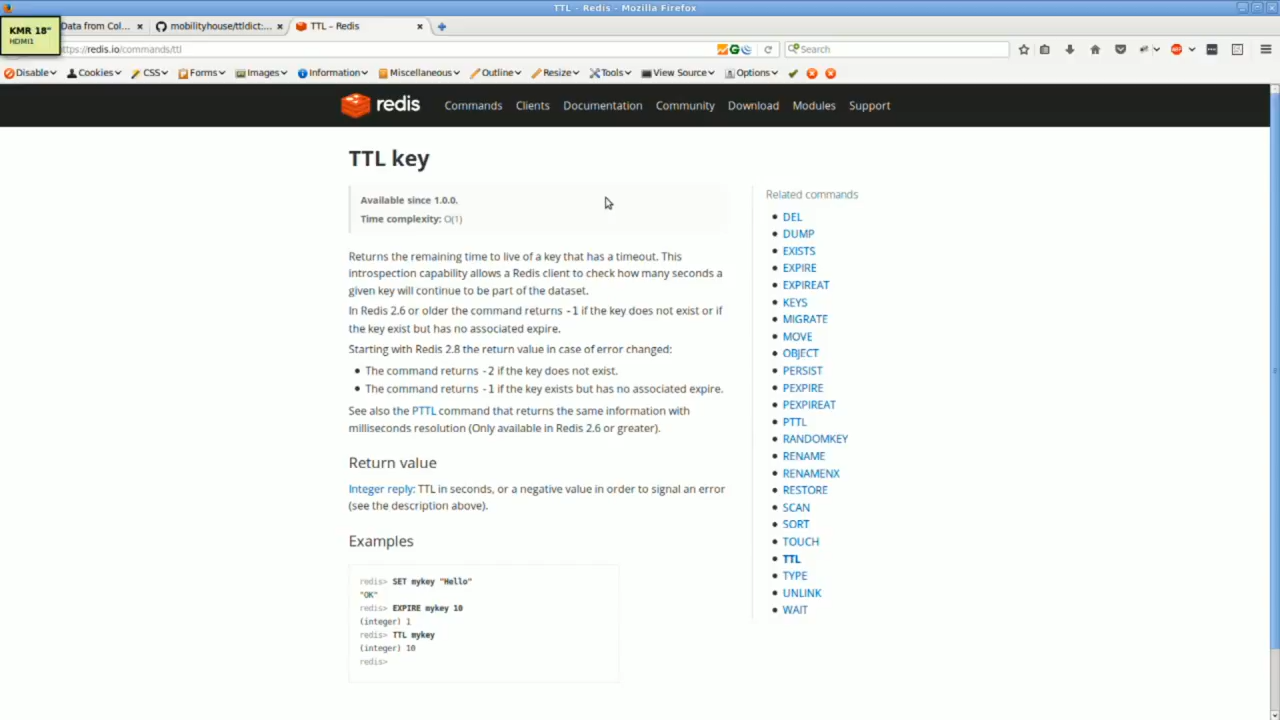 TTL - Redis - Mozilla Firefox
KMR 18"
HDMI1
Data from Col...
mobilityhouse/ttldict:...
TTL – Redis
ttps://redis.io/commands/ttl
Search
Disable
Cookies
CSS
Forms
Images
Information
Miscellaneous
Outline
Resize
Tools
View Source
Options
redis
Commands
Clients
Documentation
Community
Download
Modules
Support
TTL key
Available since 1.0.0.
Time complexity: O(1)
Returns the remaining time to live of a key that has a timeout. This
introspection capability allows a Redis client to check how many seconds a
given key will continue to be part of the dataset.
In Redis 2.6 or older the command returns -1 if the key does not exist or if
the key exist but has no associated expire.
Starting with Redis 2.8 the return value in case of error changed:
The command returns -2 if the key does not exist.
The command returns -1 if the key exists but has no associated expire.
See also the PTTL command that returns the same information with
milliseconds resolution (Only available in Redis 2.6 or greater).
Return value
Integer reply: TTL in seconds, or a negative value in order to signal an error
(see the description above).
Examples
redis> SET mykey "Hello"
"OK"
redis> EXPIRE mykey 10
(integer) 1
redis> TTL mykey
(integer) 10
redis>
Related commands
DEL
DUMP
EXISTS
EXPIRE
EXPIREAT
KEYS
MIGRATE
MOVE
OBJECT
PERSIST
PEXPIRE
PEXPIREAT
PTTL
RANDOMKEY
RENAME
RENAMENX
RESTORE
SCAN
SORT
TOUCH
TTL
TYPE
UNLINK
WAIT